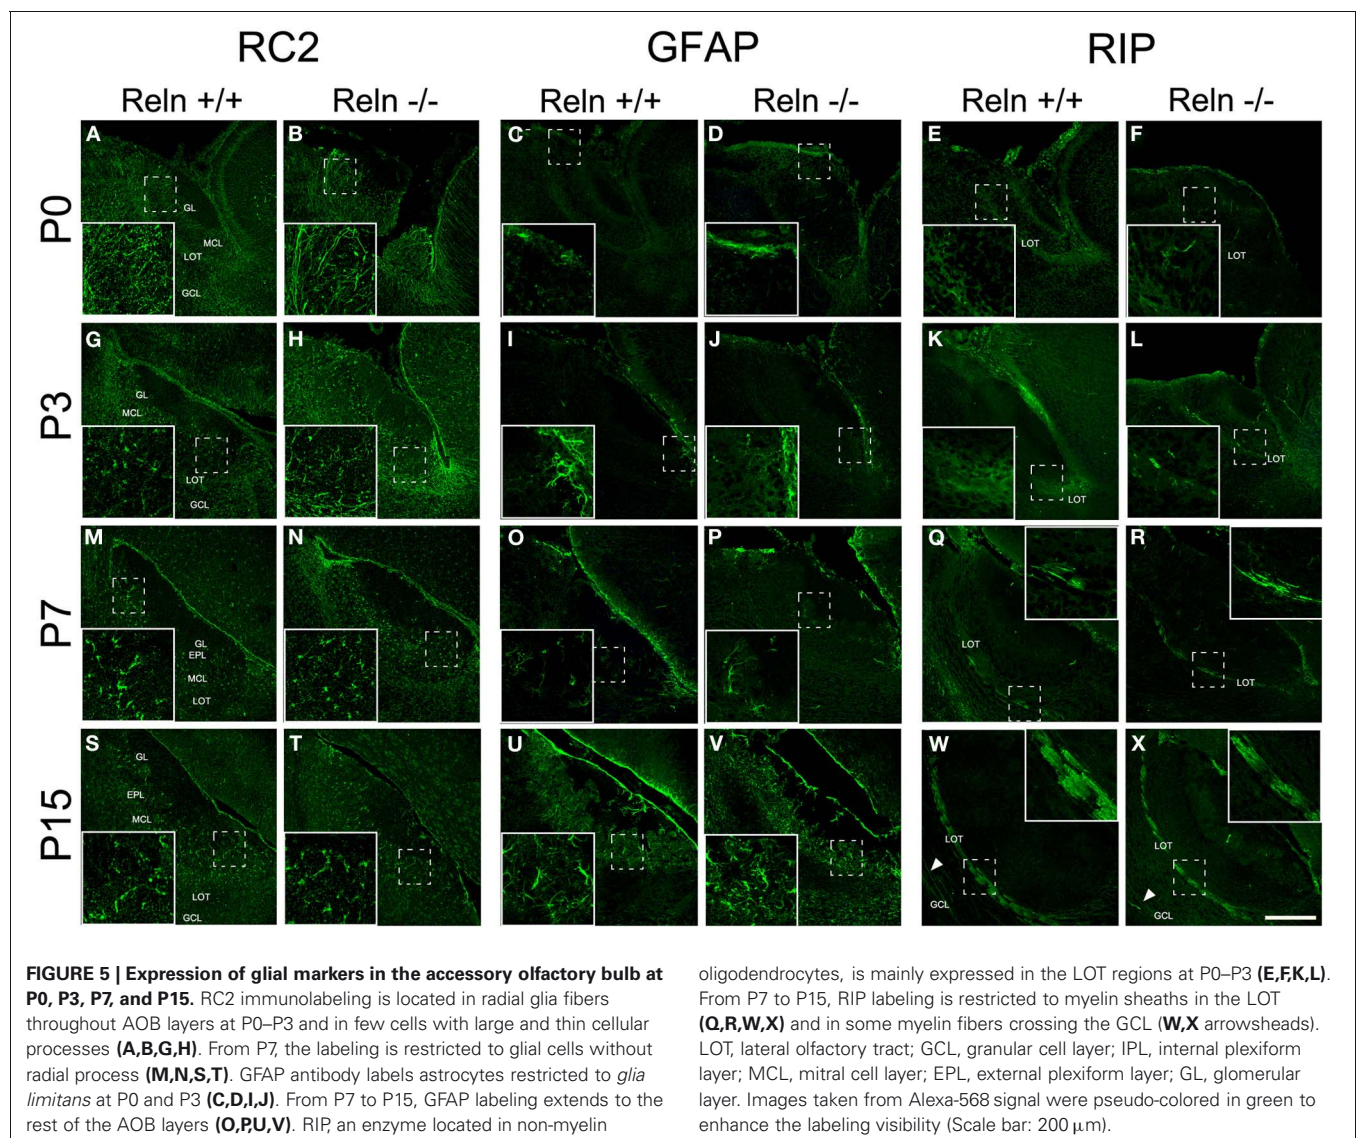 RC2 GFAP RIP
Reln +/+ Reln -/- Reln +/+ Reln -/- Reln +/+ Reln -/-
P0
A GL MCL LOT GCL
B
C
D
E LOT
F LOT
P3
G GL MCL LOT GCL
H
I
J
K LOT
L LOT
P7
M GL EPL MCL LOT
N
O
P
Q LOT
R LOT
P15
S GL EPL MCL LOT GCL
T
U
V
W LOT GCL
X LOT GCL
FIGURE 5 | Expression of glial markers in the accessory olfactory bulb at
P0, P3, P7, and P15. RC2 immunolabeling is located in radial glia fibers
throughout AOB layers at P0–P3 and in few cells with large and thin cellular
processes (A,B,G,H). From P7, the labeling is restricted to glial cells without
radial process (M,N,S,T). GFAP antibody labels astrocytes restricted to glia
limitans at P0 and P3 (C,D,I,J). From P7 to P15, GFAP labeling extends to the
rest of the AOB layers (O,P,U,V). RIP, an enzyme located in non-myelin
oligodendrocytes, is mainly expressed in the LOT regions at P0–P3 (E,F,K,L).
From P7 to P15, RIP labeling is restricted to myelin sheaths in the LOT
(Q,R,W,X) and in some myelin fibers crossing the GCL (W,X arrowsheads).
LOT, lateral olfactory tract; GCL, granular cell layer; IPL, internal plexiform
layer; MCL, mitral cell layer; EPL, external plexiform layer; GL, glomerular
layer. Images taken from Alexa-568 signal were pseudo-colored in green to
enhance the labeling visibility (Scale bar: 200 μm).